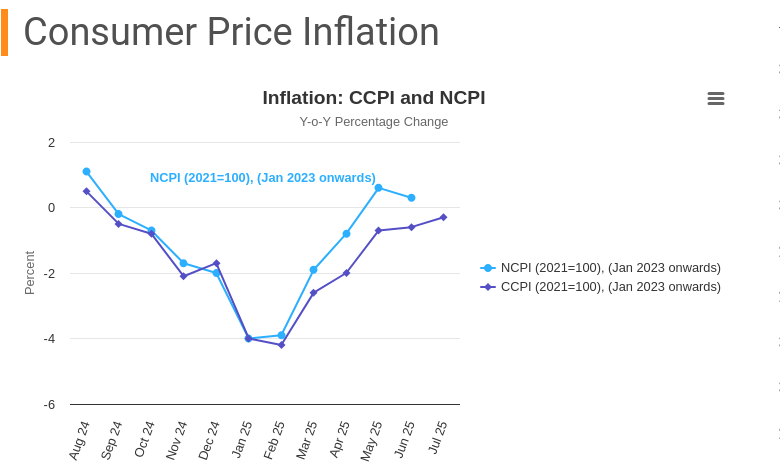 Consumer Price Inflation
Inflation: CCPI and NCPI
Y-o-Y Percentage Change
2
0
-2
-4
-6
Percent
NCPI (2021=100), (Jan 2023 onwards)
NCPI (2021=100), (Jan 2023 onwards)
CCPI (2021=100), (Jan 2023 onwards)
Aug 24
Sep 24
Oct 24
Nov 24
Dec 24
Jan 25
Feb 25
Mar 25
Apr 25
May 25
Jun 25
Jul 25